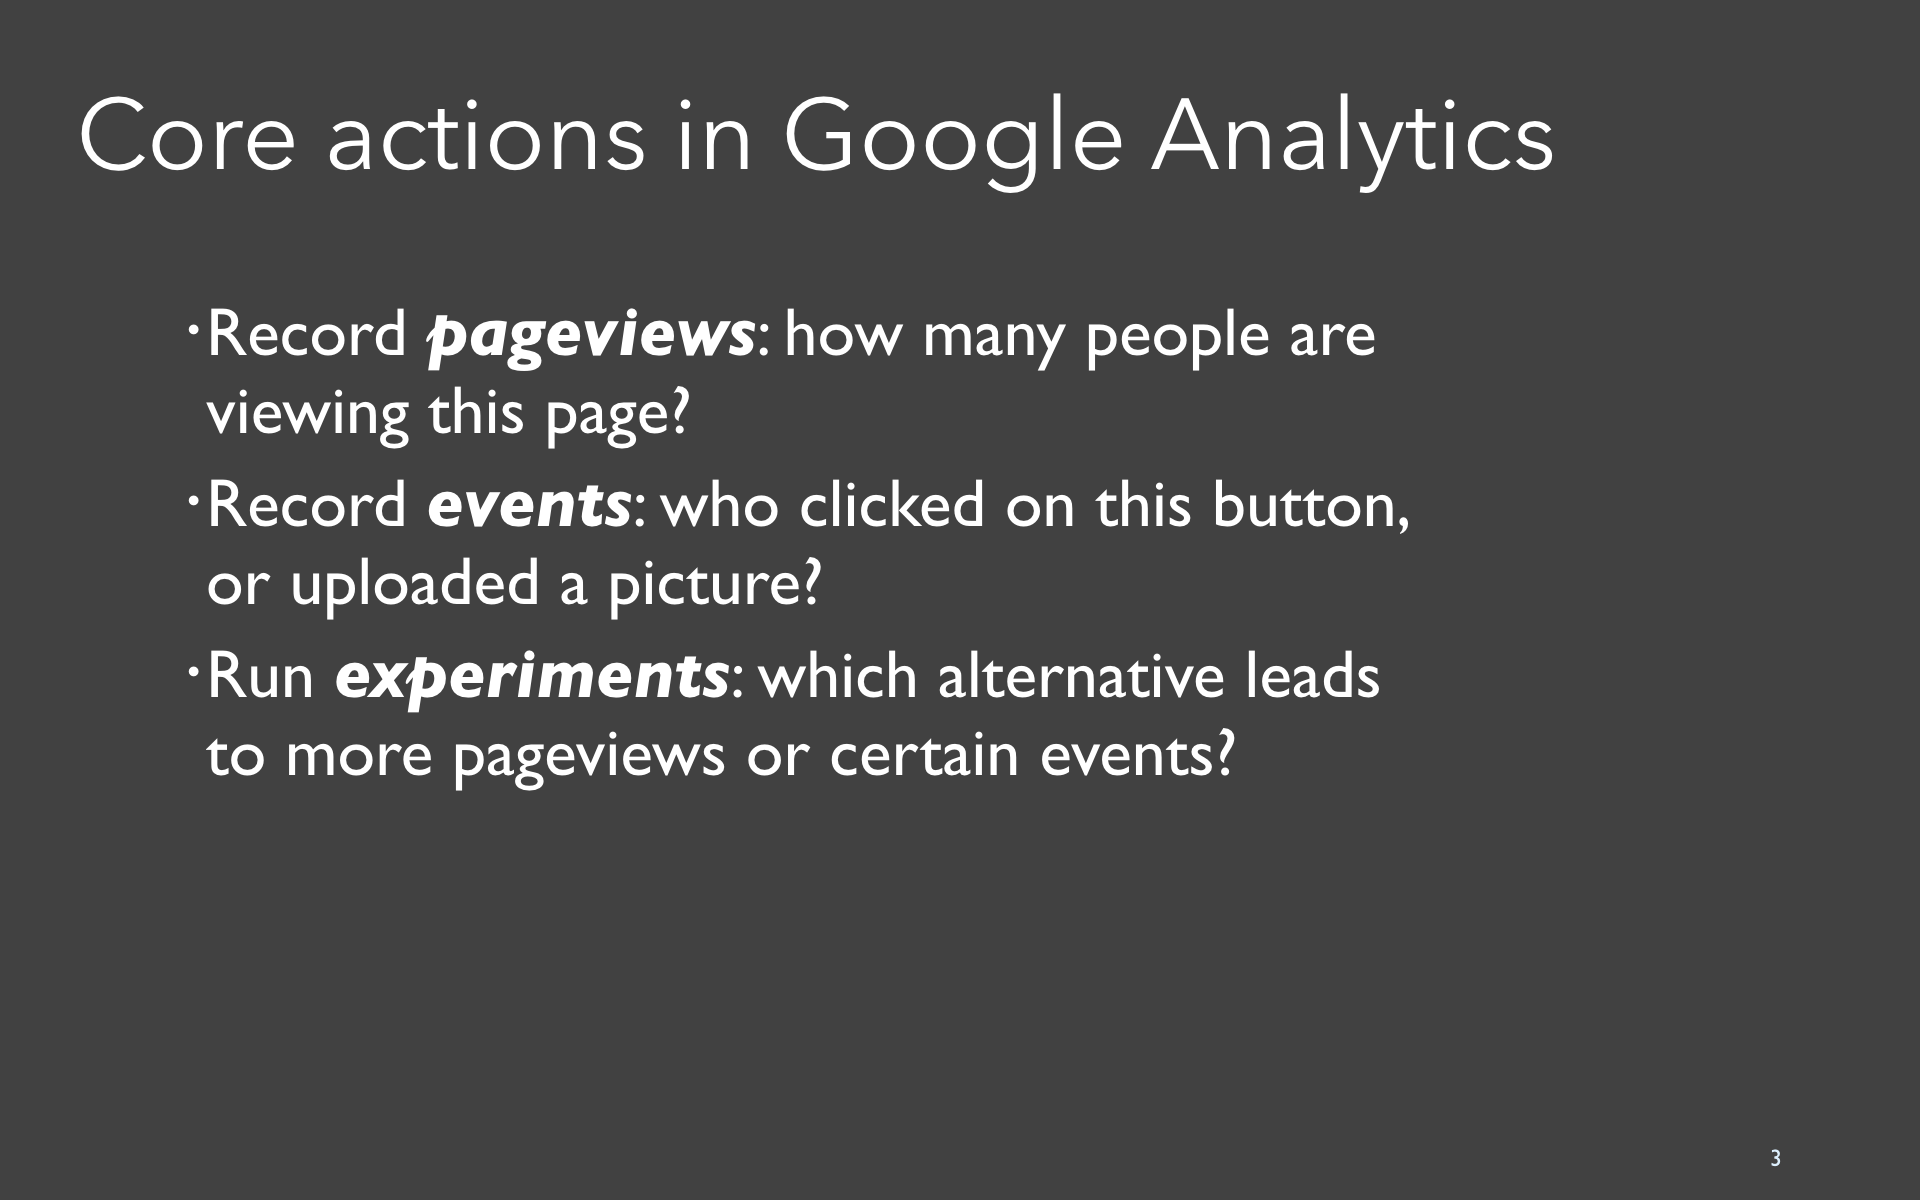 Core actions in Google Analytics
·Record pageviews: how many people are
viewing this page?
·Record events: who clicked on this button,
or uploaded a picture?
·Run experiments: which alternative leads
to more pageviews or certain events?
3